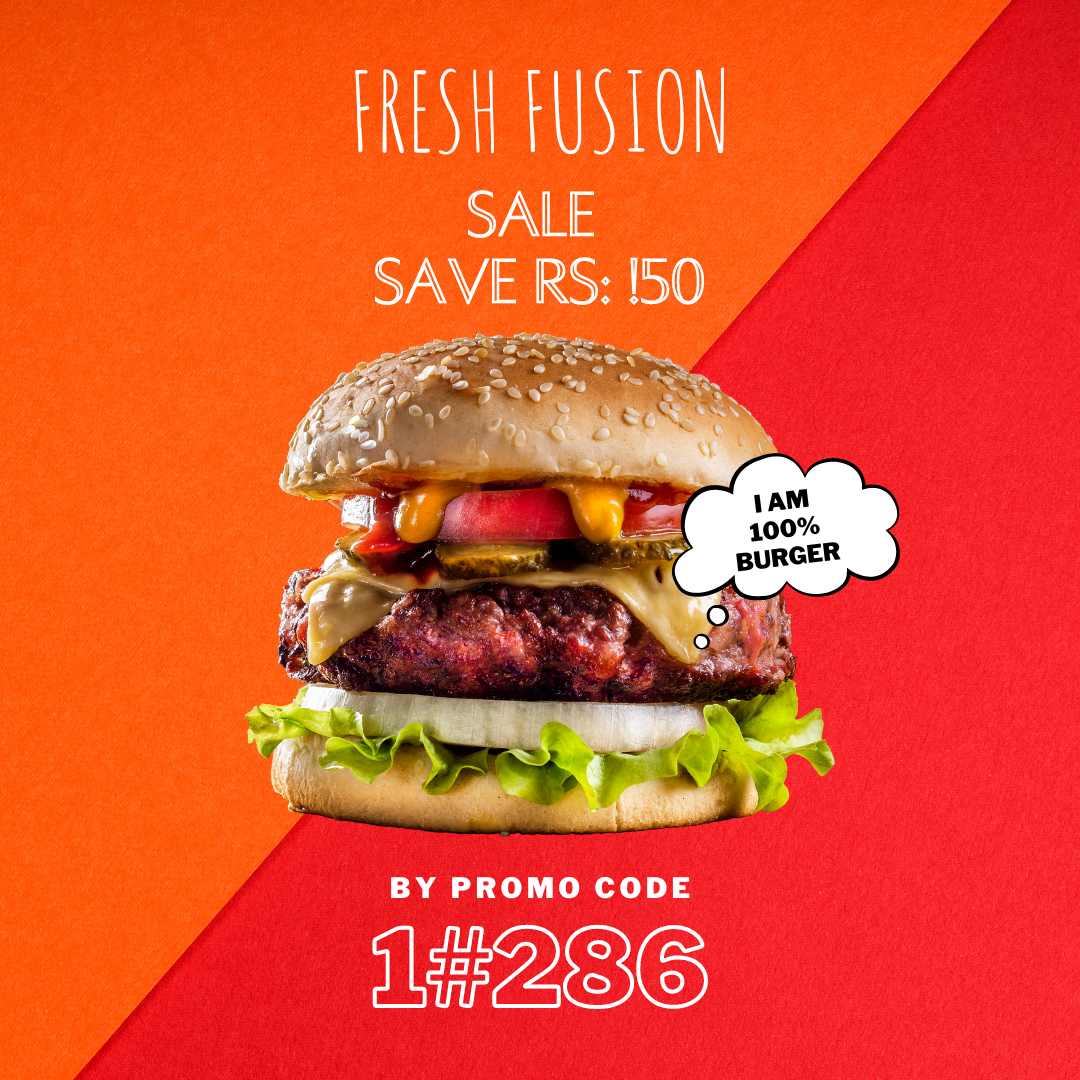 FRESH FUSION
SALE
SAVE RS: !50
I AM
100%
BURGER
BY PROMO CODE
1#286